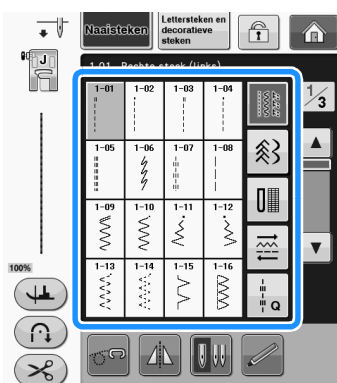 Naaisteken
Lettersteken en
decoratieve
steken
J
1-01 Rechte steek (links)
1/3
1-01 1-02 1-03 1-04
1-05 1-06 1-07 1-08
1-09 1-10 1-11 1-12
1-13 1-14 1-15 1-16
Q
100%